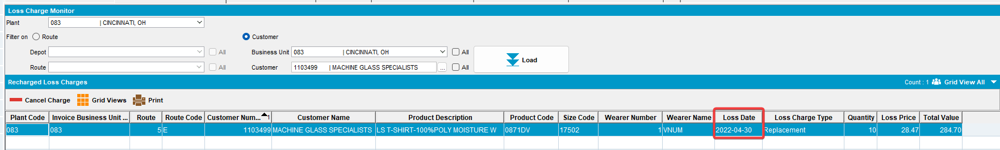 Loss Charge Monitor
Plant 083 | CINCINNATI, OH
Filter on Route Customer
Depot All Business Unit 083 | CINCINNATI, OH All
Load
Route All Customer 1103499 | MACHINE GLASS SPECIALISTS ... All
Recharged Loss Charges Count : 1 Grid View All
Cancel Charge Grid Views Print
Plant Code Invoice Business Unit ... Route Route Code Customer Num... 1 Customer Name Product Description Product Code Size Code Wearer Number Wearer Name Loss Date Loss Charge Type Quantity Loss Price Total Value
083 083 5 E 1103499 MACHINE GLASS SPECIALISTS LS T-SHIRT-100%POLY MOISTURE W 0871DV 17502 1 VNUM 2022-04-30 Replacement 10 28.47 284.70